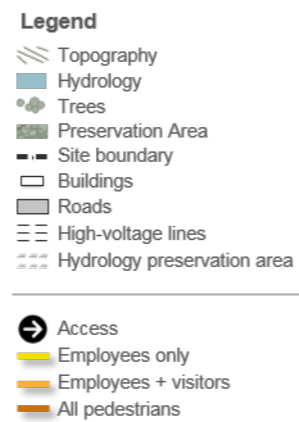 Legend
Topography
Hydrology
Trees
Preservation Area
Site boundary
Buildings
Roads
High-voltage lines
Hydrology preservation area
Access
Employees only
Employees + visitors
All pedestrians